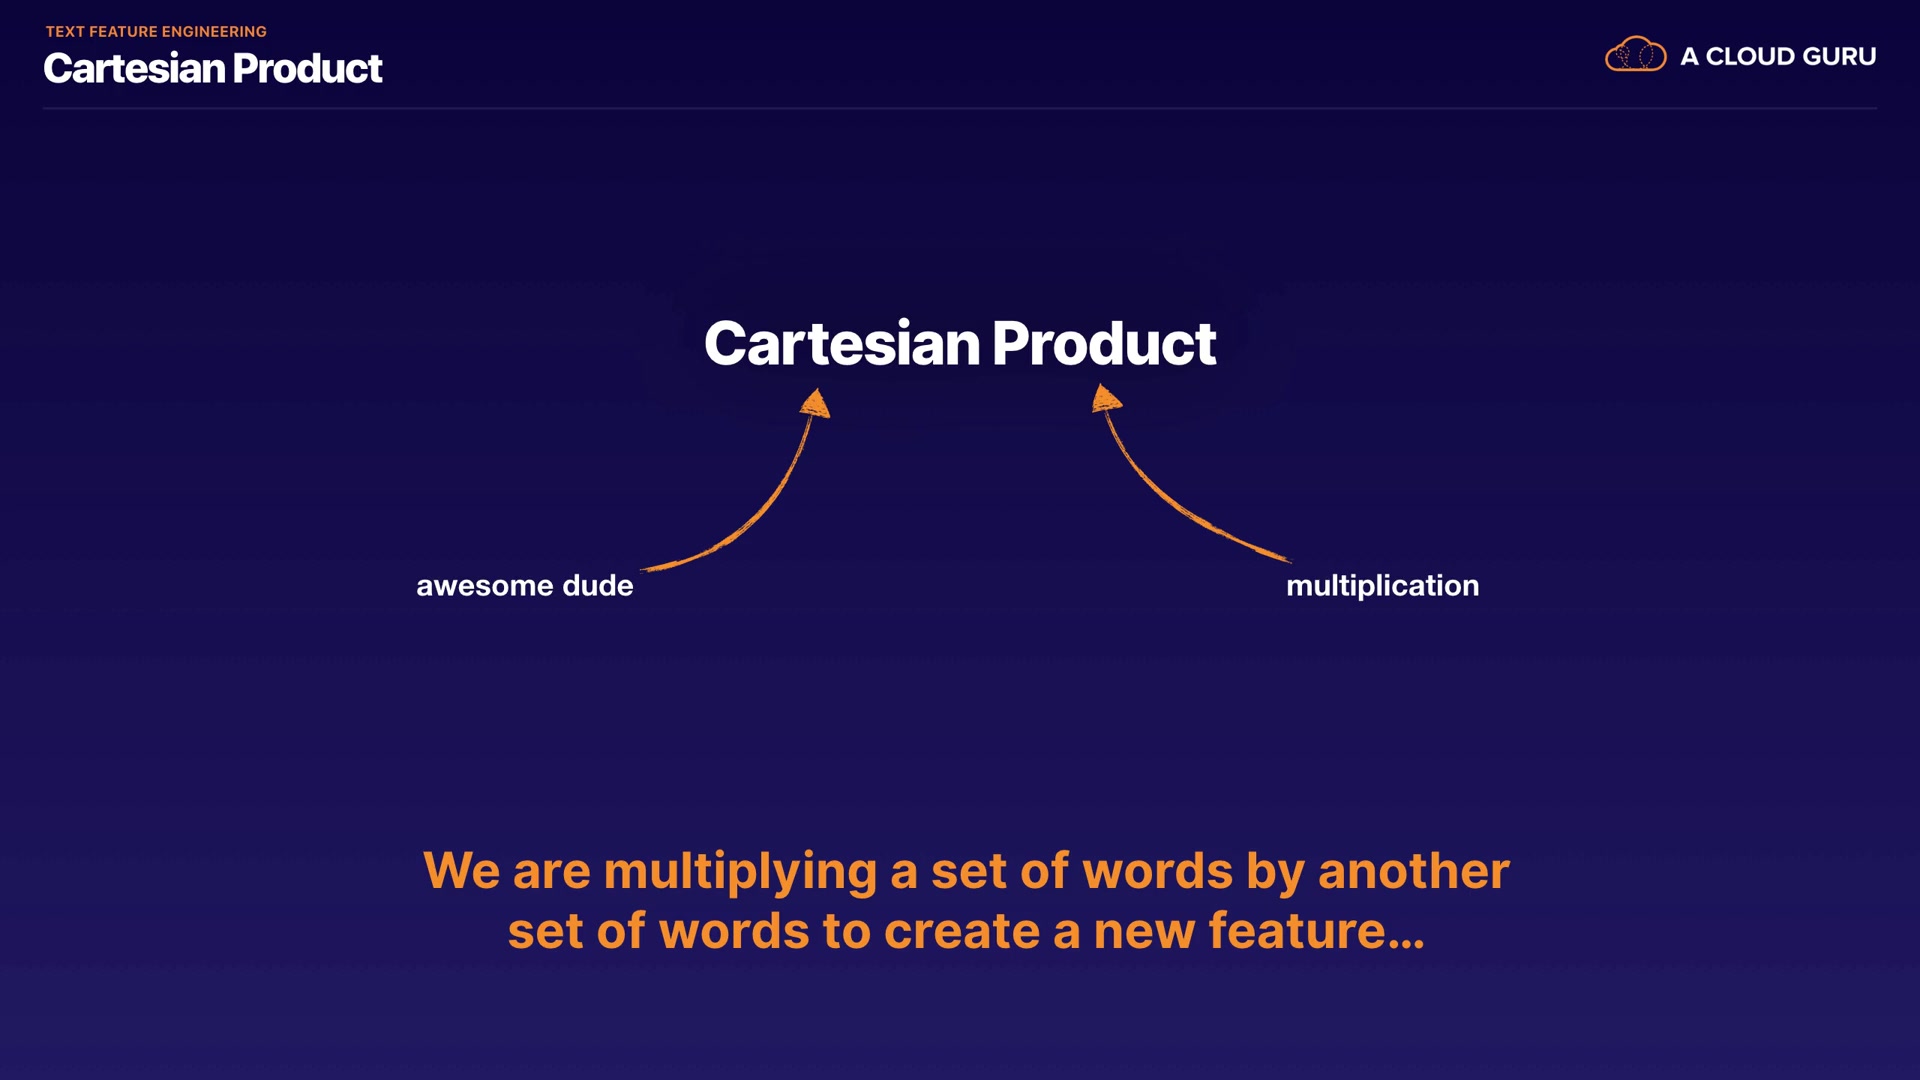 TEXT FEATURE ENGINEERING
Cartesian Product
A CLOUD GURU
Cartesian Product
awesome dude
multiplication
We are multiplying a set of words by another
set of words to create a new feature...